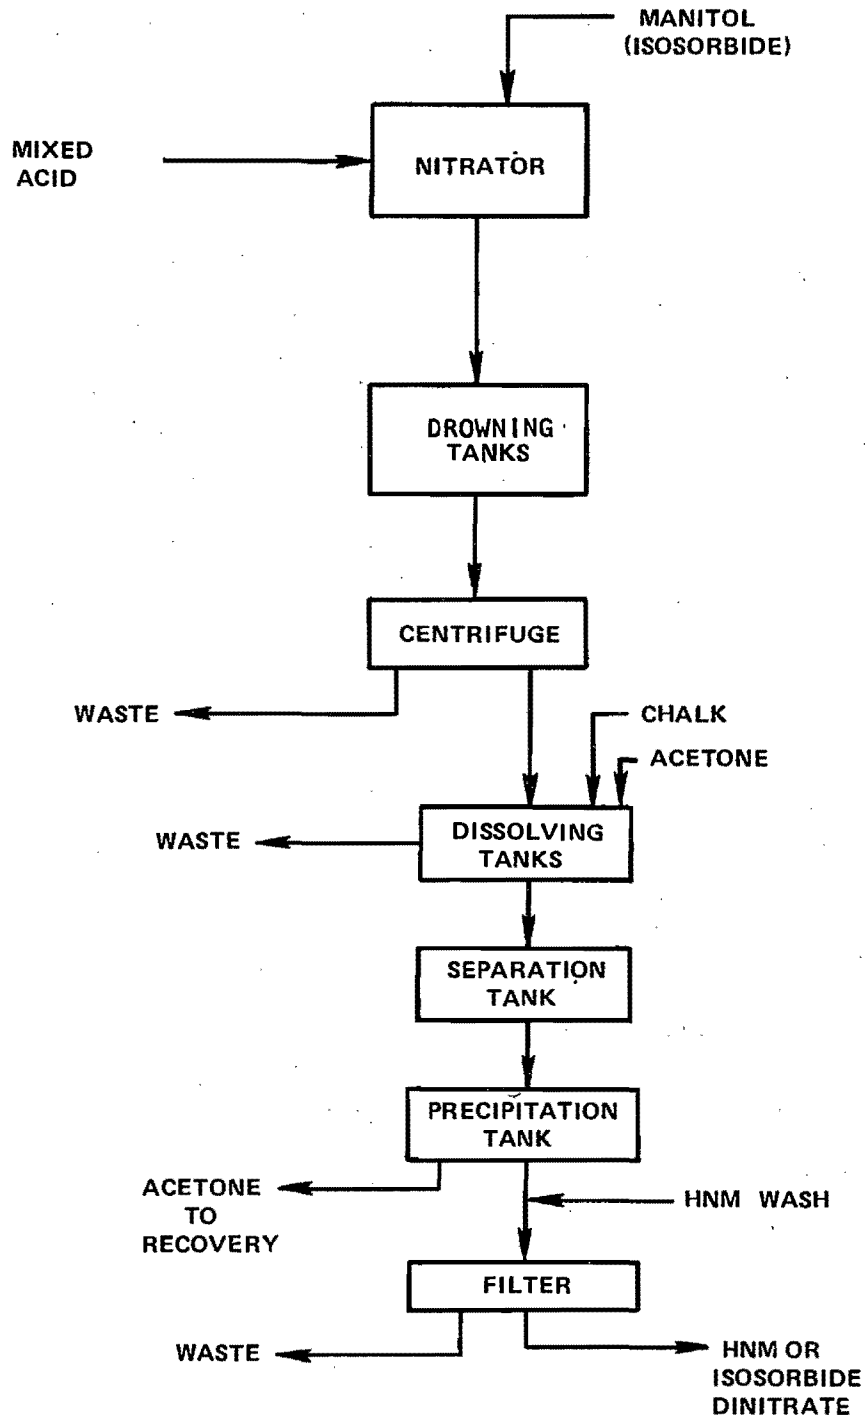 MANITOL
(ISOSORBIDE)
MIXED
ACID
NITRATOR
DROWNING
TANKS
CENTRIFUGE
WASTE
CHALK
ACETONE
WASTE
DISSOLVING
TANKS
SEPARATION
TANK
PRECIPITATION
TANK
ACETONE
TO
RECOVERY
HNM WASH
FILTER
WASTE
HNM OR
ISOSORBIDE
DINITRATE